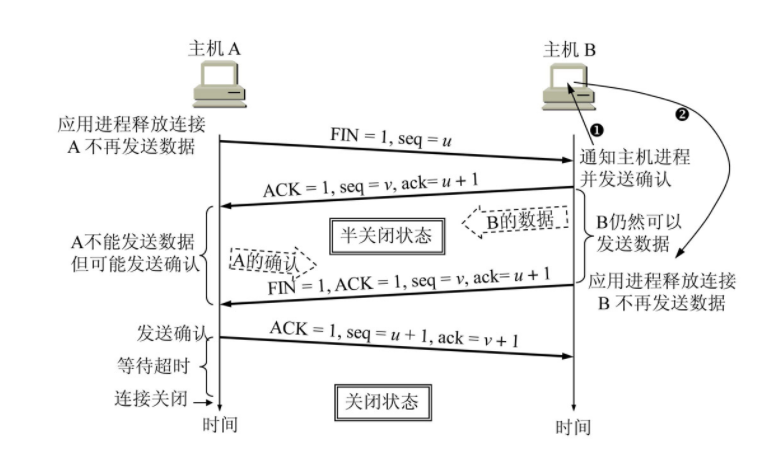 主机 A
主机 B
应用进程释放连接
A 不再发送数据
FIN = 1, seq = u
❶
❷
通知主机进程
并发送确认
ACK = 1, seq = v, ack= u + 1
A不能发送数据
但可能发送确认
半关闭状态
B的数据
B仍然可以
发送数据
A的确认
FIN = 1, ACK = 1, seq = v, ack= u + 1
应用进程释放连接
B 不再发送数据
发送确认
ACK = 1, seq = u + 1, ack = v + 1
等待超时
连接关闭
关闭状态
时间
时间